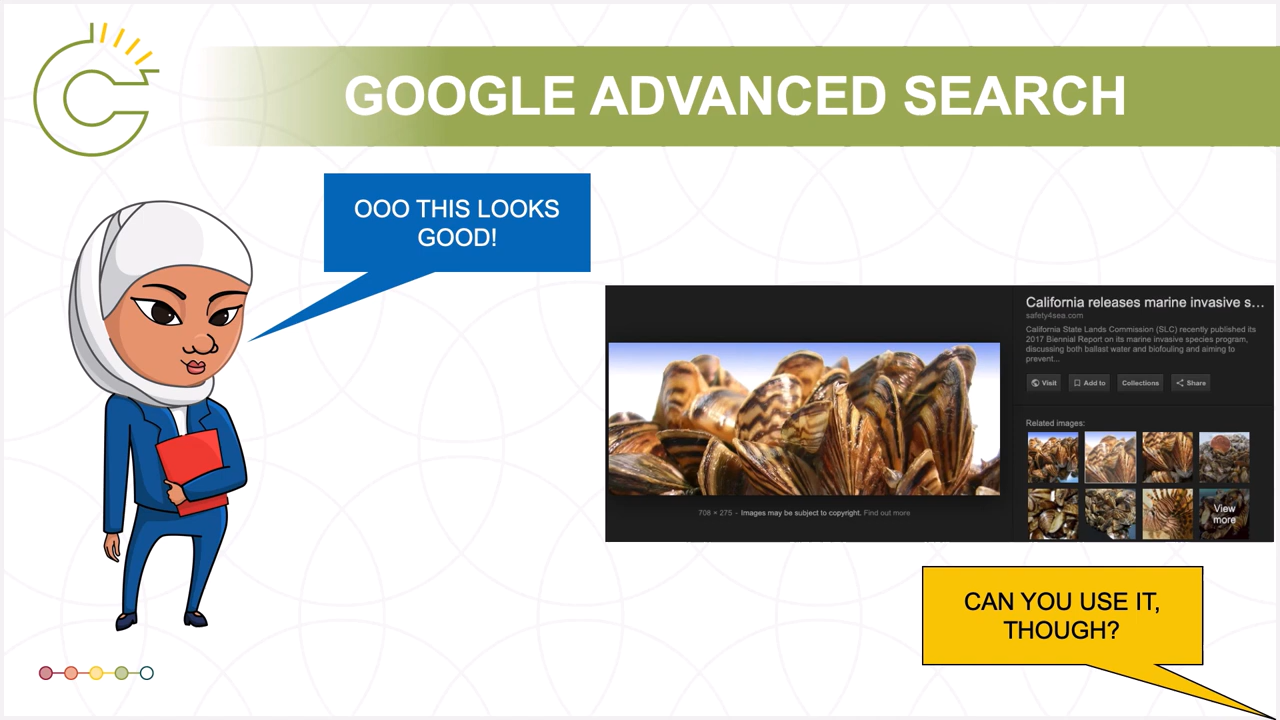 GOOGLE ADVANCED SEARCH
OOO THIS LOOKS
GOOD!
California releases marine invasive s...
safety4sea.com
California State Lands Commission (SLC) recently published its
2017 Biennial Report on its marine invasive species program,
discussing both ballast water and biofouling and aiming to
prevent...
Visit Add to Collections Share
Related images:
View
more
708 × 275 - Images may be subject to copyright. Find out more
CAN YOU USE IT,
THOUGH?